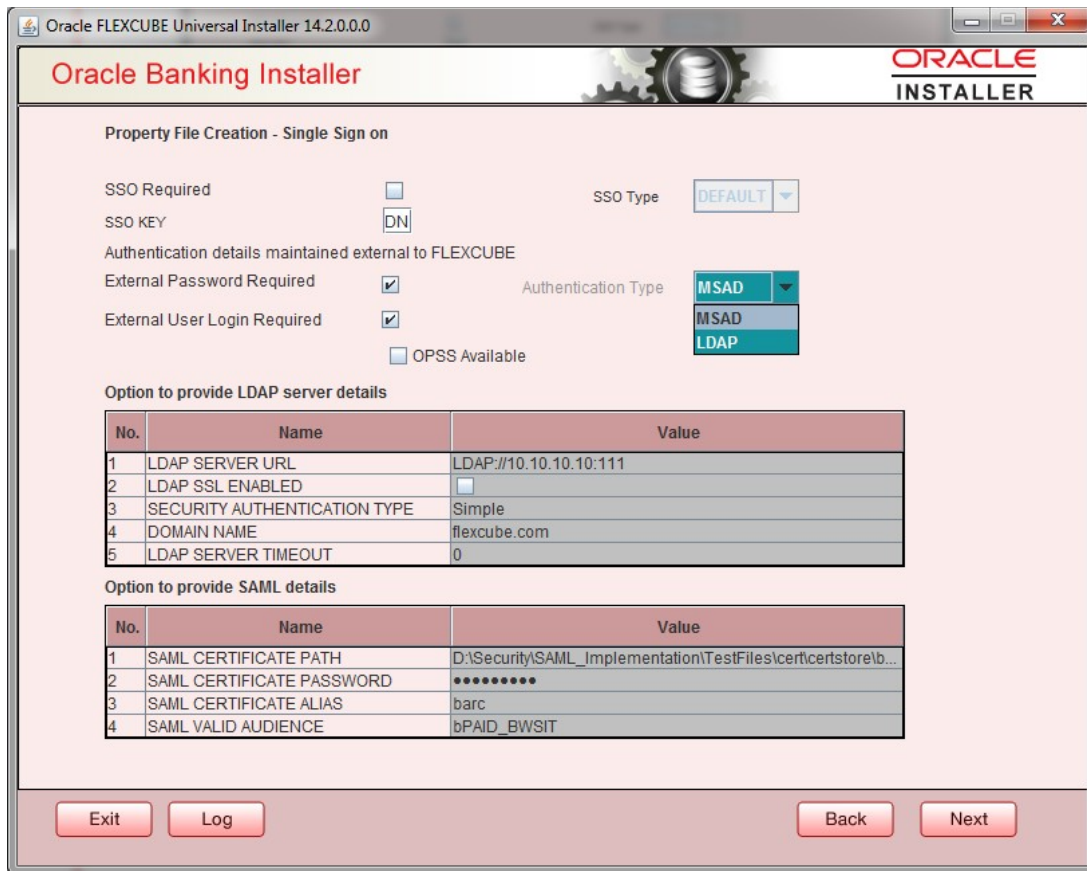 Oracle FLEXCUBE Universal Installer 14.2.0.0.0
Oracle Banking Installer
ORACLE
INSTALLER
Property File Creation - Single Sign on
SSO Required
SSO Type DEFAULT
SSO KEY DN
Authentication details maintained external to FLEXCUBE
External Password Required
Authentication Type MSAD
External User Login Required
MSAD
LDAP
OPSS Available
Option to provide LDAP server details
No. Name Value
1 LDAP SERVER URL LDAP://10.10.10.10:111
2 LDAP SSL ENABLED
3 SECURITY AUTHENTICATION TYPE Simple
4 DOMAIN NAME flexcube.com
5 LDAP SERVER TIMEOUT 0
Option to provide SAML details
No. Name Value
1 SAML CERTIFICATE PATH D:\Security\SAML_Implementation\TestFiles\cert\certstore\b...
2 SAML CERTIFICATE PASSWORD •••••••••
3 SAML CERTIFICATE ALIAS barc
4 SAML VALID AUDIENCE bPAID_BWSIT
Exit Log Back Next